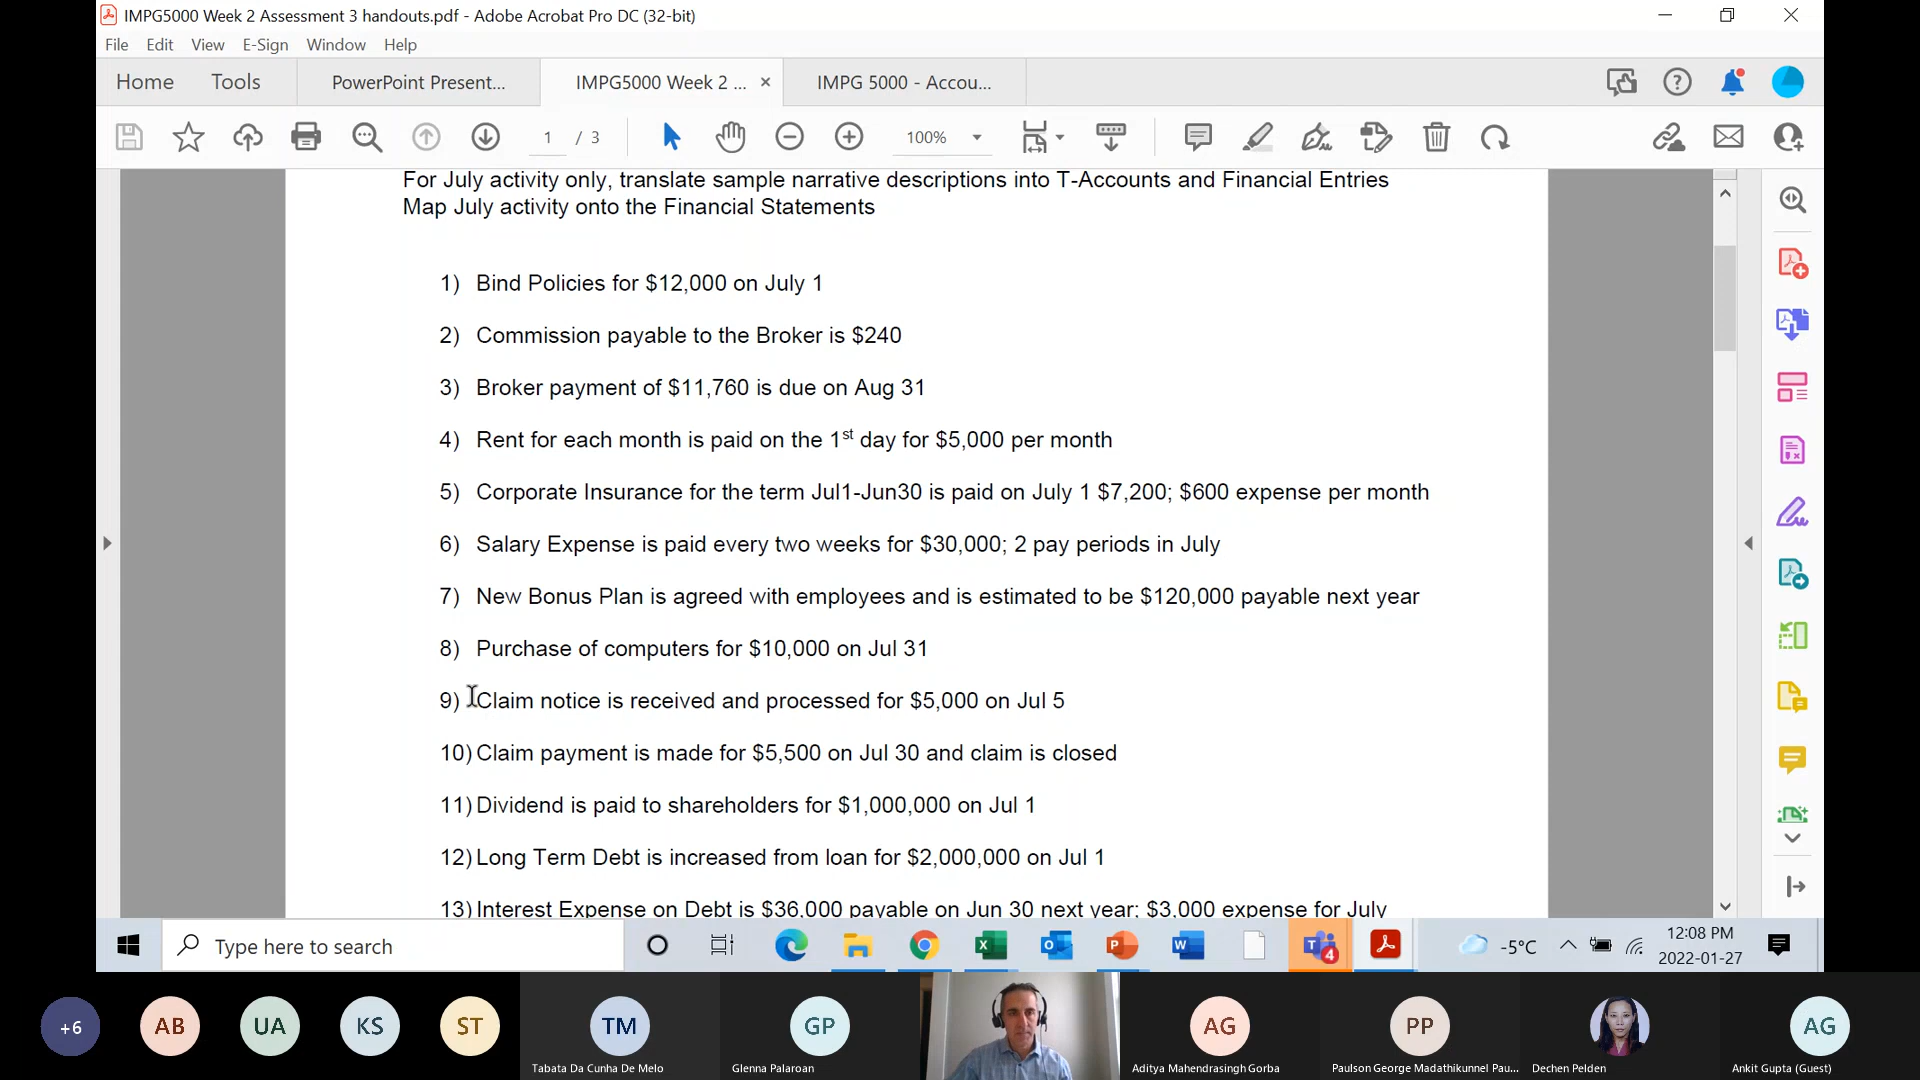 IMPG5000 Week 2 Assessment 3 handouts.pdf - Adobe Acrobat Pro DC (32-bit)
File Edit View E-Sign Window Help
Home Tools PowerPoint Present... IMPG5000 Week 2 ... IMPG 5000 - Accou...
1 / 3 100%
For July activity only, translate sample narrative descriptions into T-Accounts and Financial Entries
Map July activity onto the Financial Statements
1) Bind Policies for $12,000 on July 1
2) Commission payable to the Broker is $240
3) Broker payment of $11,760 is due on Aug 31
4) Rent for each month is paid on the 1st day for $5,000 per month
5) Corporate Insurance for the term Jul1-Jun30 is paid on July 1 $7,200; $600 expense per month
6) Salary Expense is paid every two weeks for $30,000; 2 pay periods in July
7) New Bonus Plan is agreed with employees and is estimated to be $120,000 payable next year
8) Purchase of computers for $10,000 on Jul 31
9) Claim notice is received and processed for $5,000 on Jul 5
10) Claim payment is made for $5,500 on Jul 30 and claim is closed
11) Dividend is paid to shareholders for $1,000,000 on Jul 1
12) Long Term Debt is increased from loan for $2,000,000 on Jul 1
13) Interest Expense on Debt is $36,000 payable on Jun 30 next year; $3,000 expense for July
Type here to search
4
-5°C
12:08 PM
2022-01-27
+6 AB UA KS ST TM GP AG PP AG
Tabata Da Cunha De Melo Glenna Palaroan Aditya Mahendrasingh Gorba Paulson George Madathikunnel Pau... Dechen Pelden Ankit Gupta (Guest)